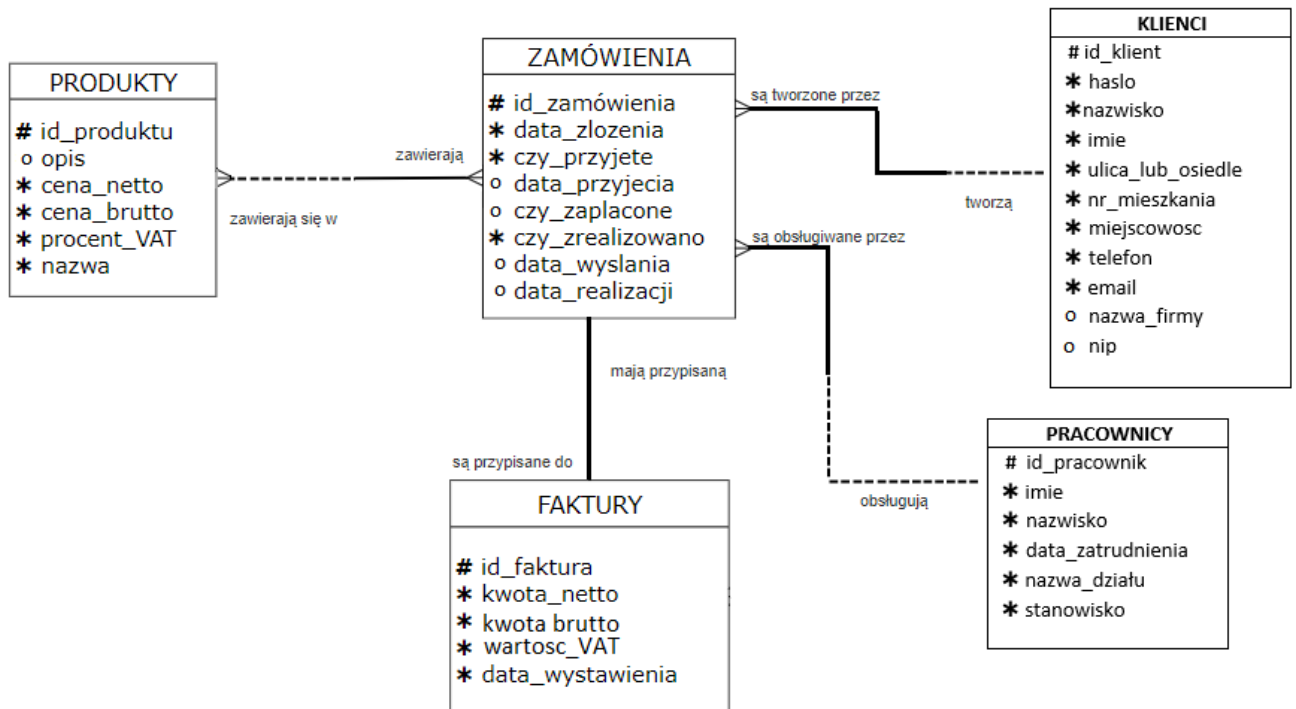 PRODUKTY
# id_produktu
o opis
* cena_netto
* cena_brutto
* procent_VAT
* nazwa
zawierają
zawierają się w
ZAMÓWIENIA
# id_zamówienia
* data_zlozenia
* czy_przyjete
o data_przyjecia
o czy_zaplacone
* czy_zrealizowano
o data_wyslania
o data_realizacji
są tworzone przez
tworzą
są obsługiwane przez
obsługują
mają przypisaną
są przypisane do
KLIENCI
# id_klient
* haslo
*nazwisko
* imie
* ulica_lub_osiedle
* nr_mieszkania
* miejscowosc
* telefon
* email
o nazwa_firmy
o nip
PRACOWNICY
# id_pracownik
* imie
* nazwisko
* data_zatrudnienia
* nazwa_działu
* stanowisko
FAKTURY
# id_faktura
* kwota_netto
* kwota brutto
* wartosc_VAT
* data_wystawienia